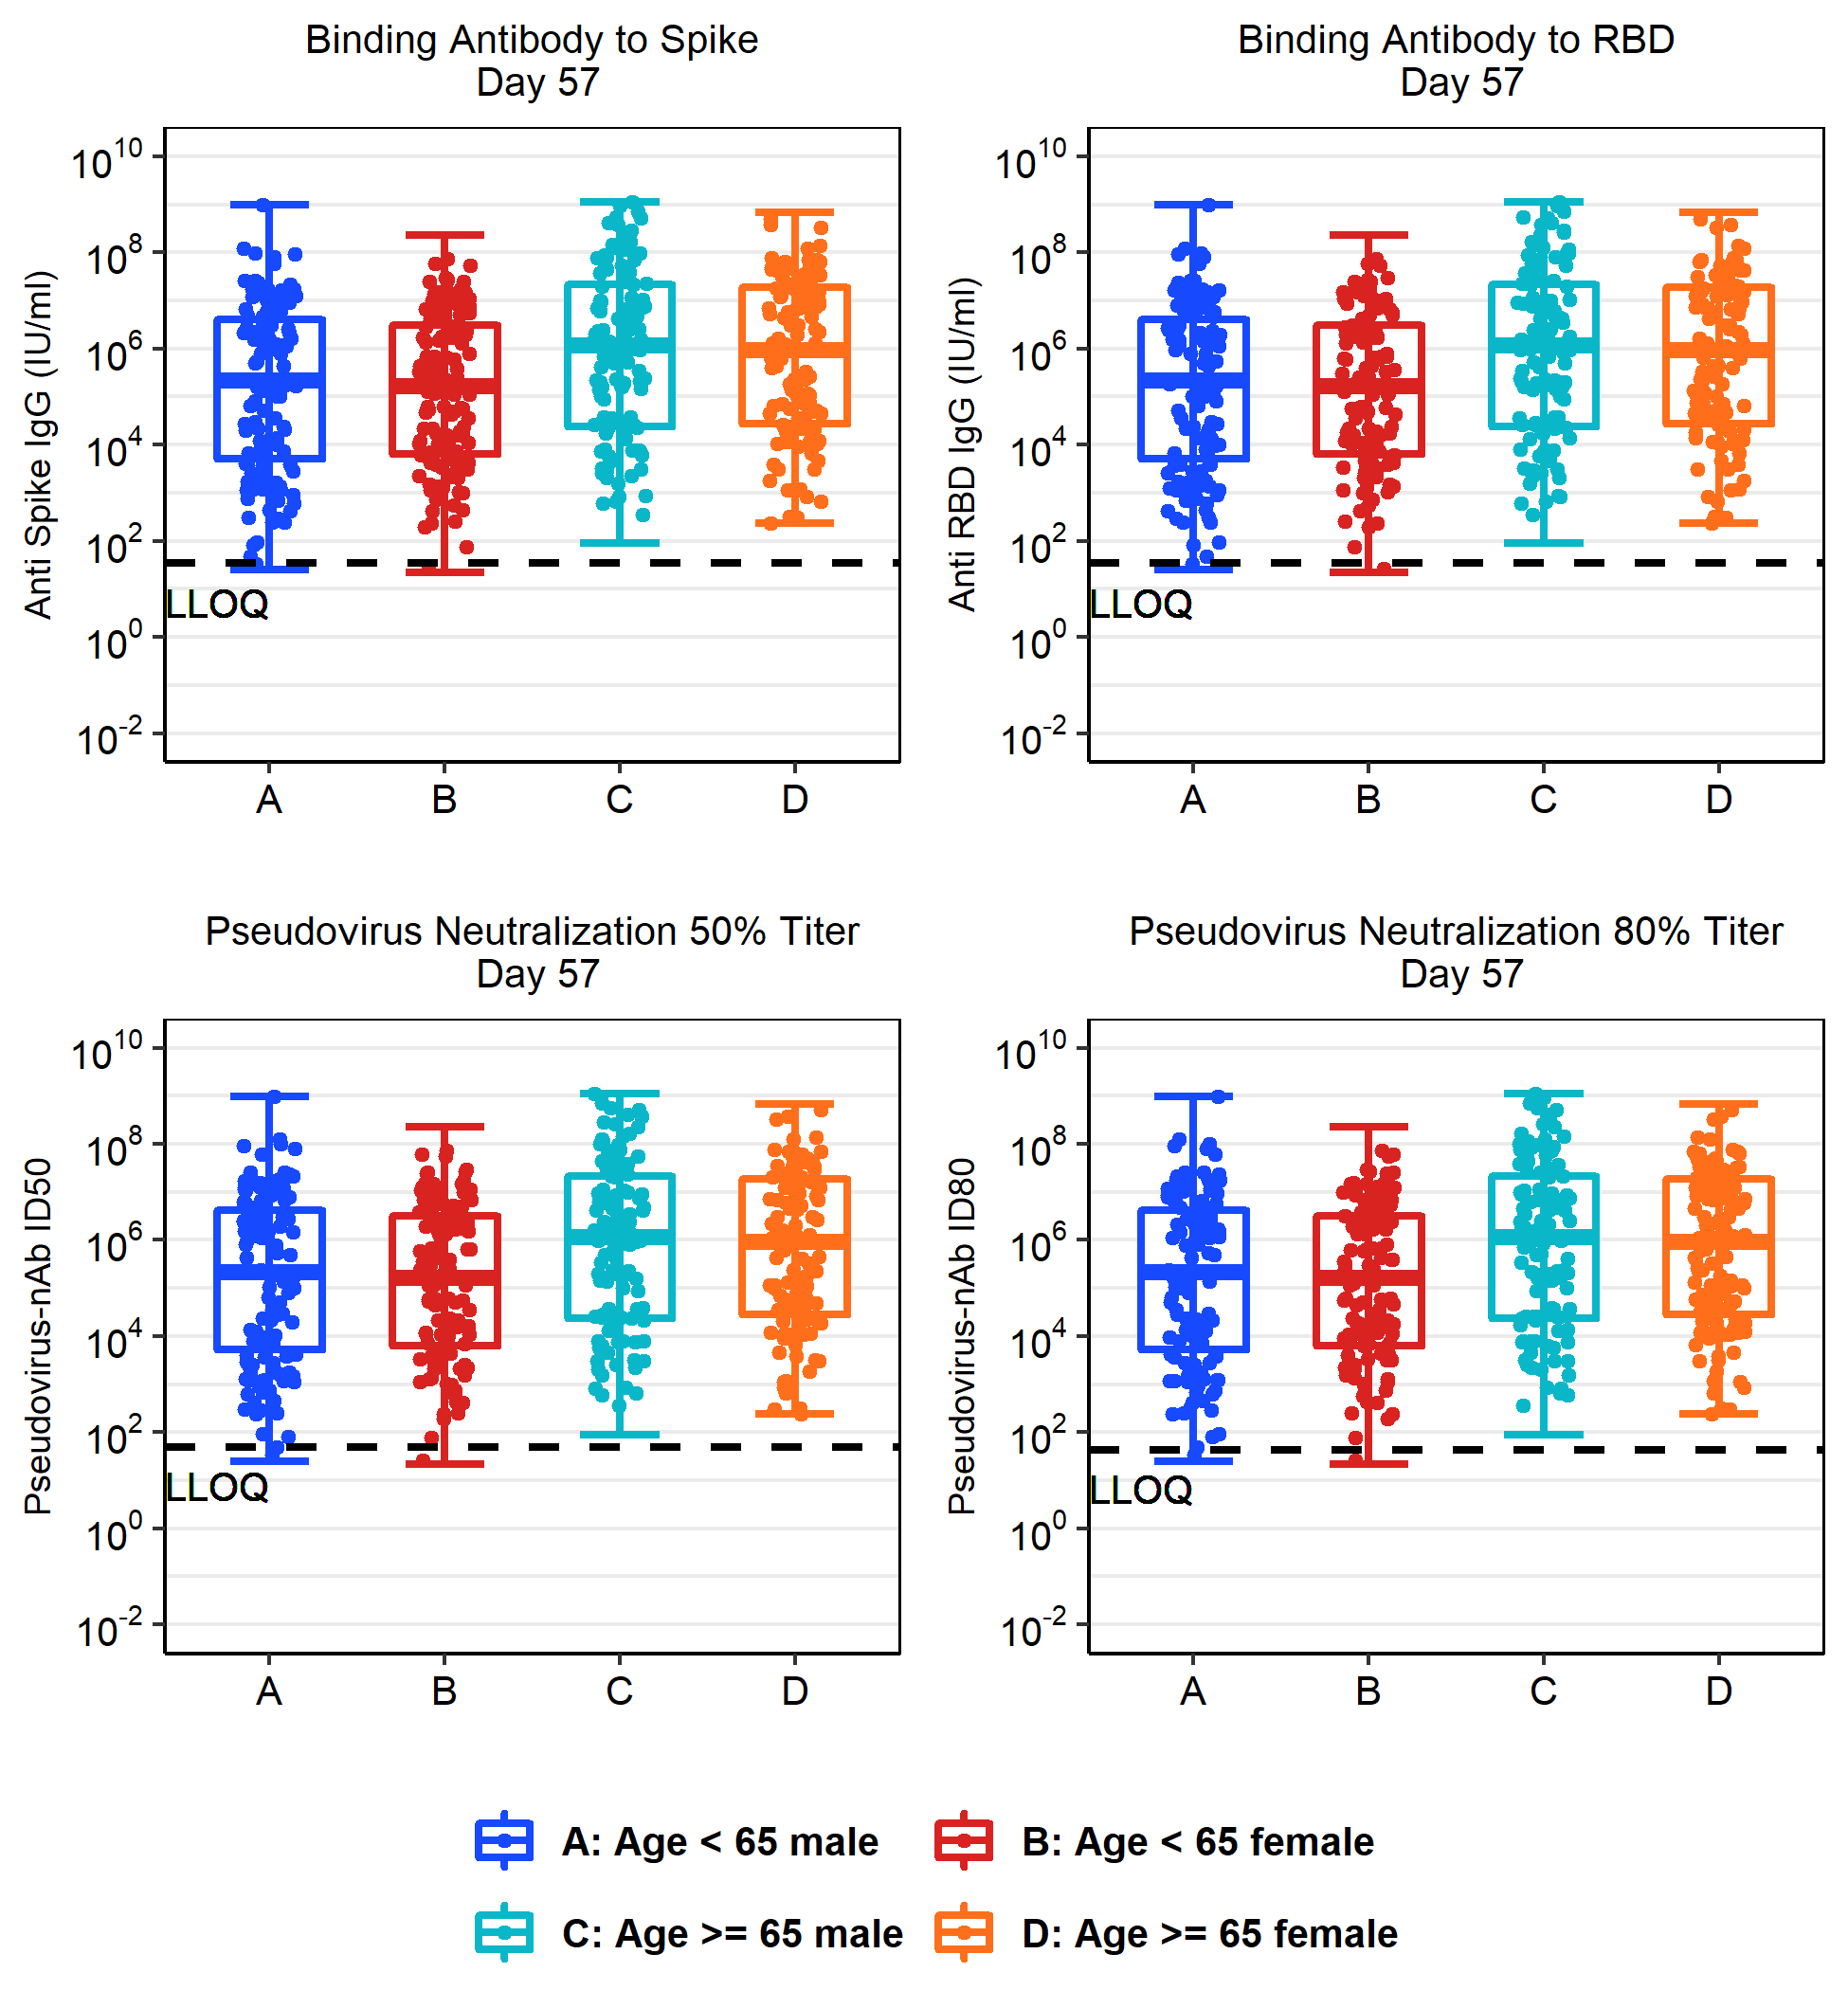 Binding Antibody to Spike
Day 57
Anti Spike IgG (IU/ml)
10^10
10^8
10^6
10^4
10^2
10^0
10^-2
LLOQ
A B C D
Binding Antibody to RBD
Day 57
Anti RBD IgG (IU/ml)
10^10
10^8
10^6
10^4
10^2
10^0
10^-2
LLOQ
A B C D
Pseudovirus Neutralization 50% Titer
Day 57
Pseudovirus-nAb ID50
10^10
10^8
10^6
10^4
10^2
10^0
10^-2
LLOQ
A B C D
Pseudovirus Neutralization 80% Titer
Day 57
Pseudovirus-nAb ID80
10^10
10^8
10^6
10^4
10^2
10^0
10^-2
LLOQ
A B C D
A: Age < 65 male
B: Age < 65 female
C: Age >= 65 male
D: Age >= 65 female